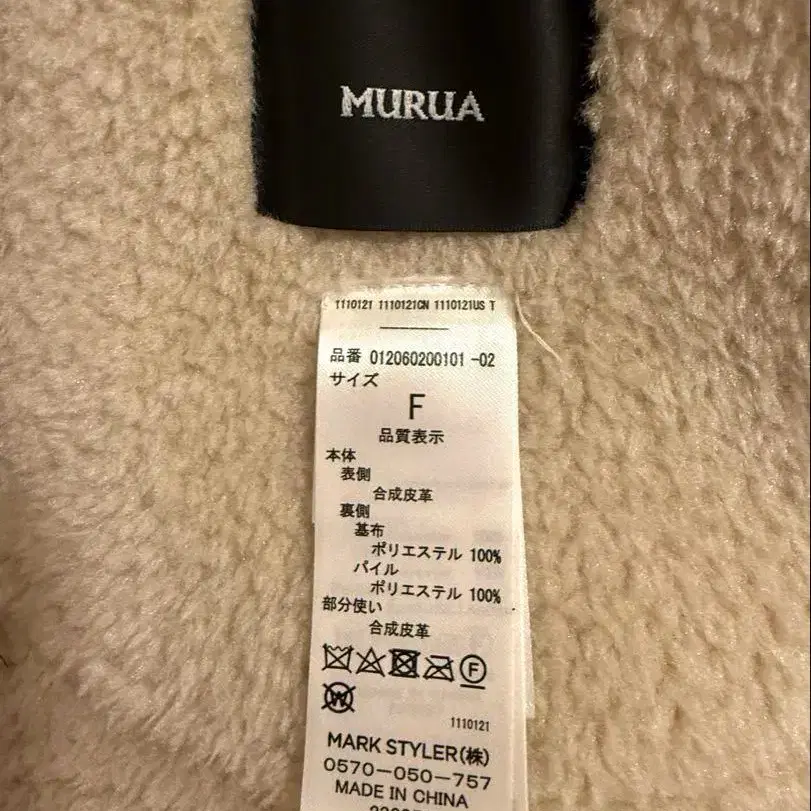 MURUA
1110121 1110121CN 1110121US T
品番 012060200101 -02
サイズ
F
品質表示
本体
表側
合成皮革
裏側
基布
ポリエステル 100%
パイル
ポリエステル 100%
部分使い
合成皮革
F
W
1110121
MARK STYLER(株)
0570-050-757
MADE IN CHINA